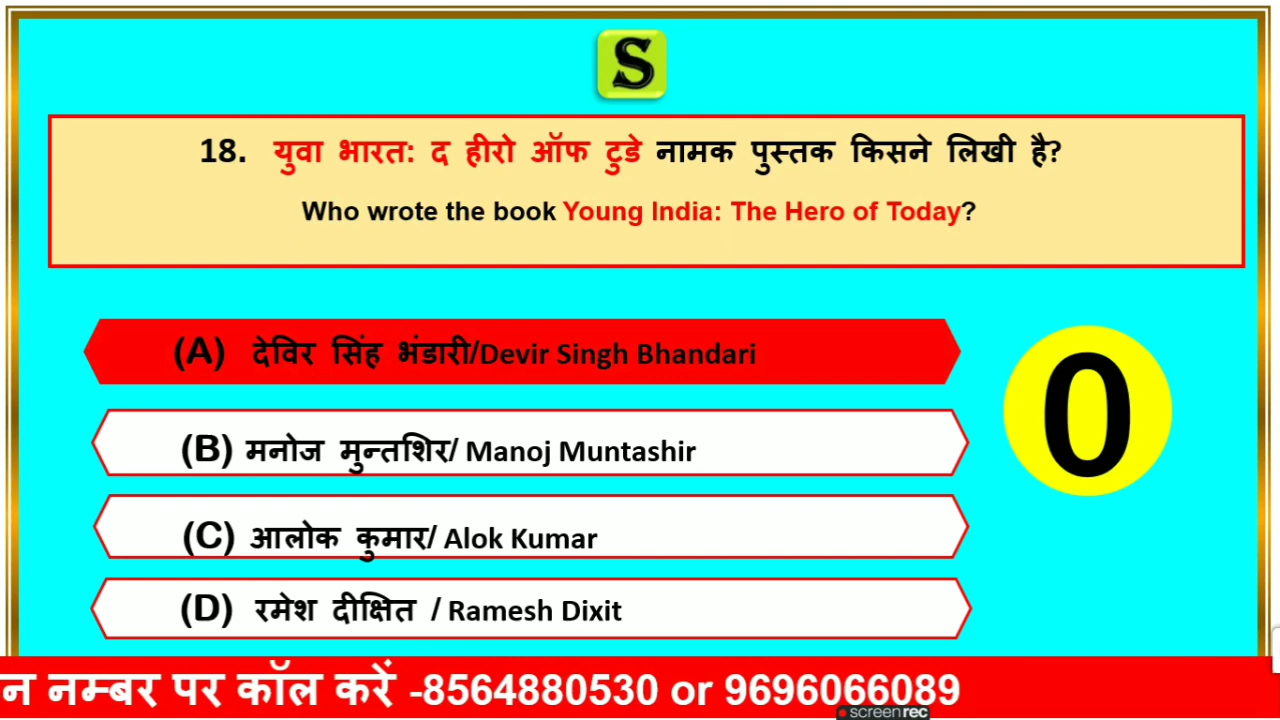 S
18. युवा भारत: द हीरो ऑफ टुडे नामक पुस्तक किसने लिखी है?
Who wrote the book Young India: The Hero of Today?
(A) देविर सिंह भंडारी/Devir Singh Bhandari
0
(B) मनोज मुन्तशिर/ Manoj Muntashir
(C) आलोक कुमार/ Alok Kumar
(D) रमेश दीक्षित / Ramesh Dixit
न नम्बर पर कॉल करें -8564880530 or 9696066089
screenrec